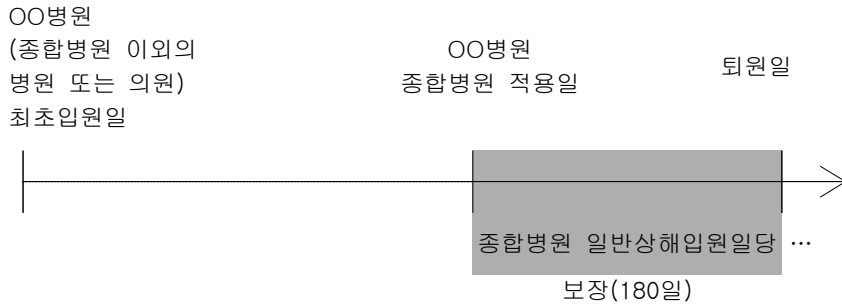 OO병원
(종합병원 이외의
병원 또는 의원)
최초입원일
OO병원
종합병원 적용일
퇴원일
종합병원 일반상해입원일당 …
보장(180일)